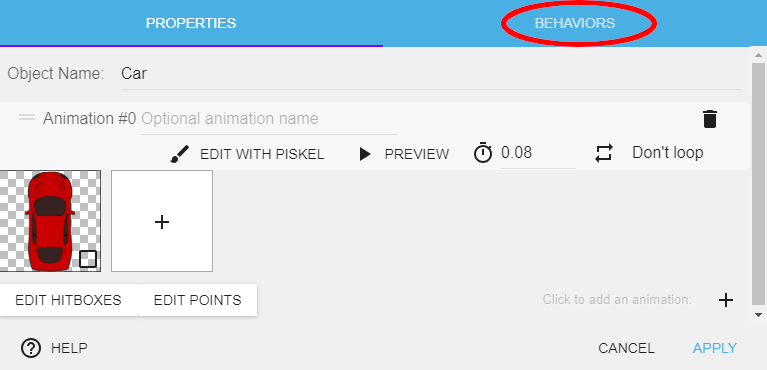 PROPERTIES BEHAVIORS
Object Name: Car
Animation #0 Optional animation name
EDIT WITH PISKEL PREVIEW 0.08 Don't loop
EDIT HITBOXES EDIT POINTS Click to add an animation:
HELP CANCEL APPLY